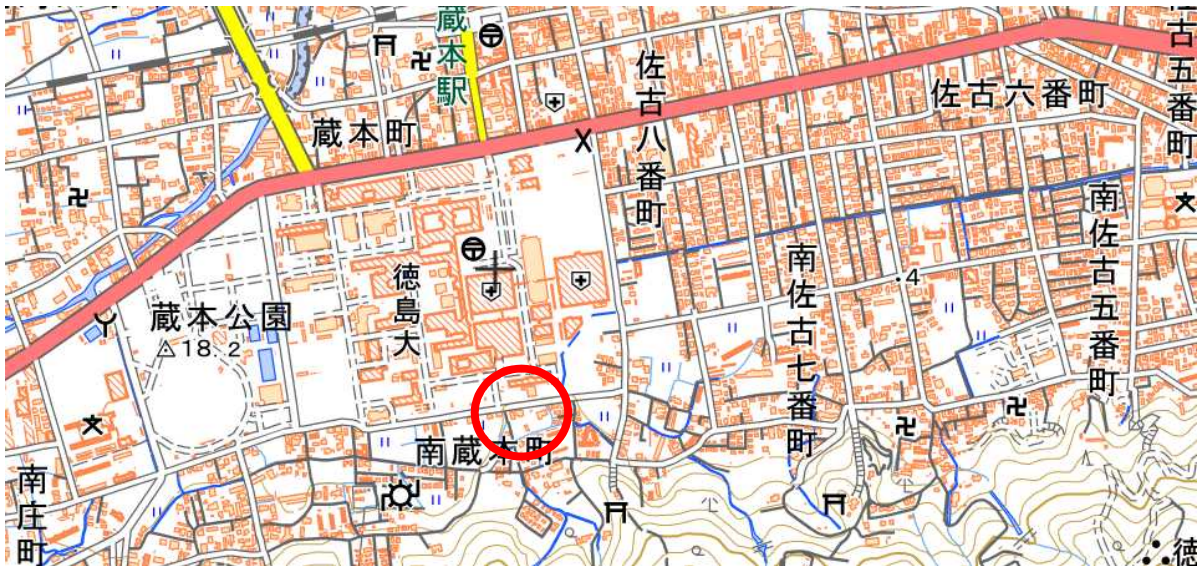 蔵本駅
蔵本町
佐古八番町
佐古六番町
佐古五番町
徳島大
蔵本公園
18.2
南佐古七番町
4
南佐古五番町
南蔵本町
南庄町
徳